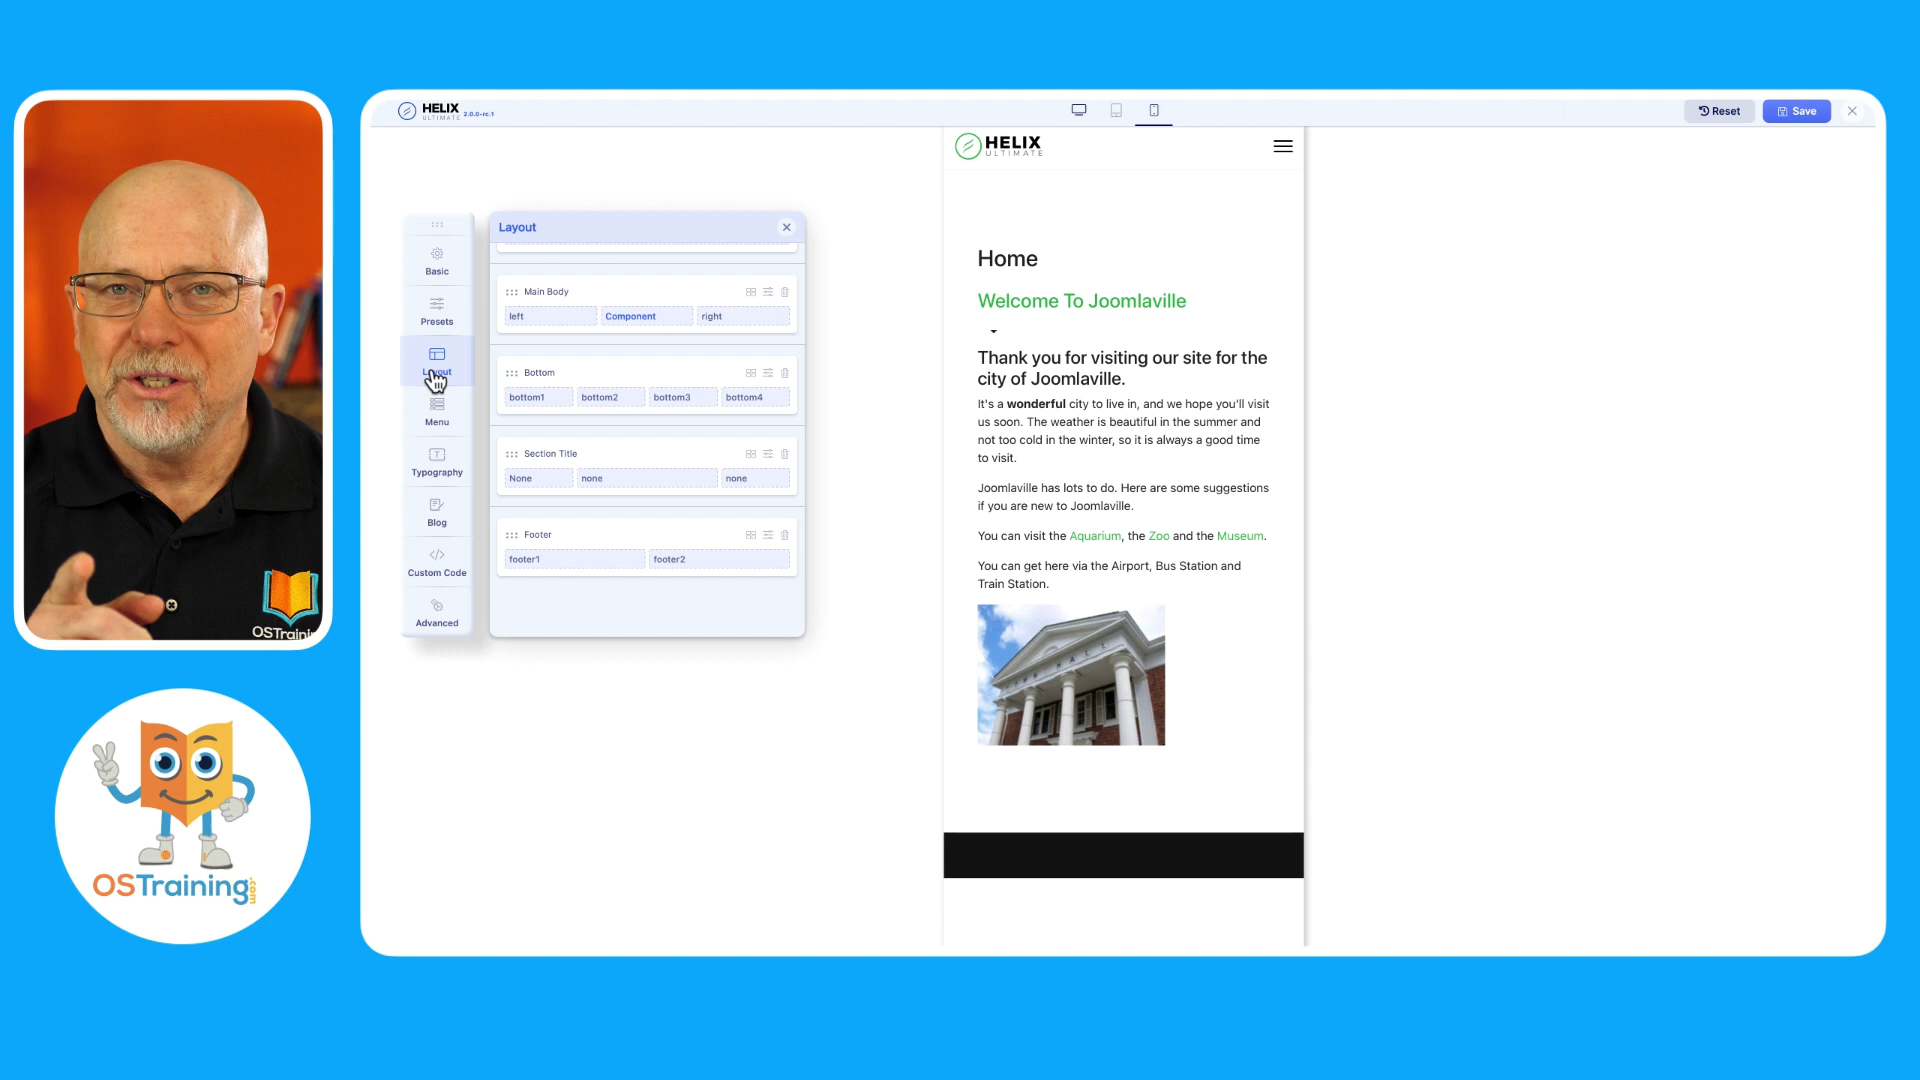 HELIX
ULTIMATE 2.0.0-rc.1
Reset
Save
Basic
Presets
Layout
Menu
Typography
Blog
Custom Code
Advanced
Layout
Main Body
left
Component
right
Bottom
bottom1
bottom2
bottom3
bottom4
Section Title
None
none
none
Footer
footer1
footer2
HELIX
ULTIMATE
Home
Welcome To Joomlaville
Thank you for visiting our site for the
city of Joomlaville.
It's a wonderful city to live in, and we hope you'll visit
us soon. The weather is beautiful in the summer and
not too cold in the winter, so it is always a good time
to visit.
Joomlaville has lots to do. Here are some suggestions
if you are new to Joomlaville.
You can visit the Aquarium, the Zoo and the Museum.
You can get here via the Airport, Bus Station and
Train Station.
HALL
OSTraini
OSTraining.com